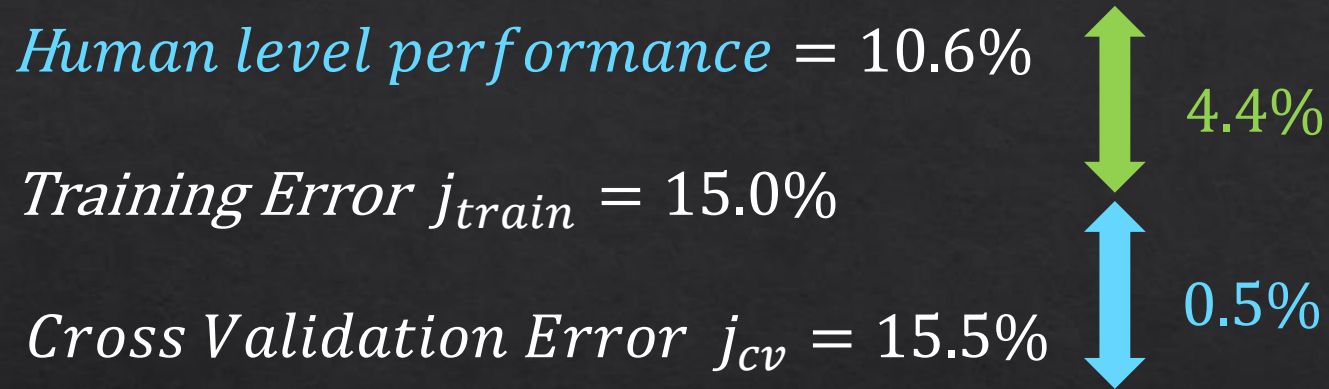 Human level performance = 10.6%
4.4%
Training Error j_train = 15.0%
0.5%
Cross Validation Error j_cv = 15.5%